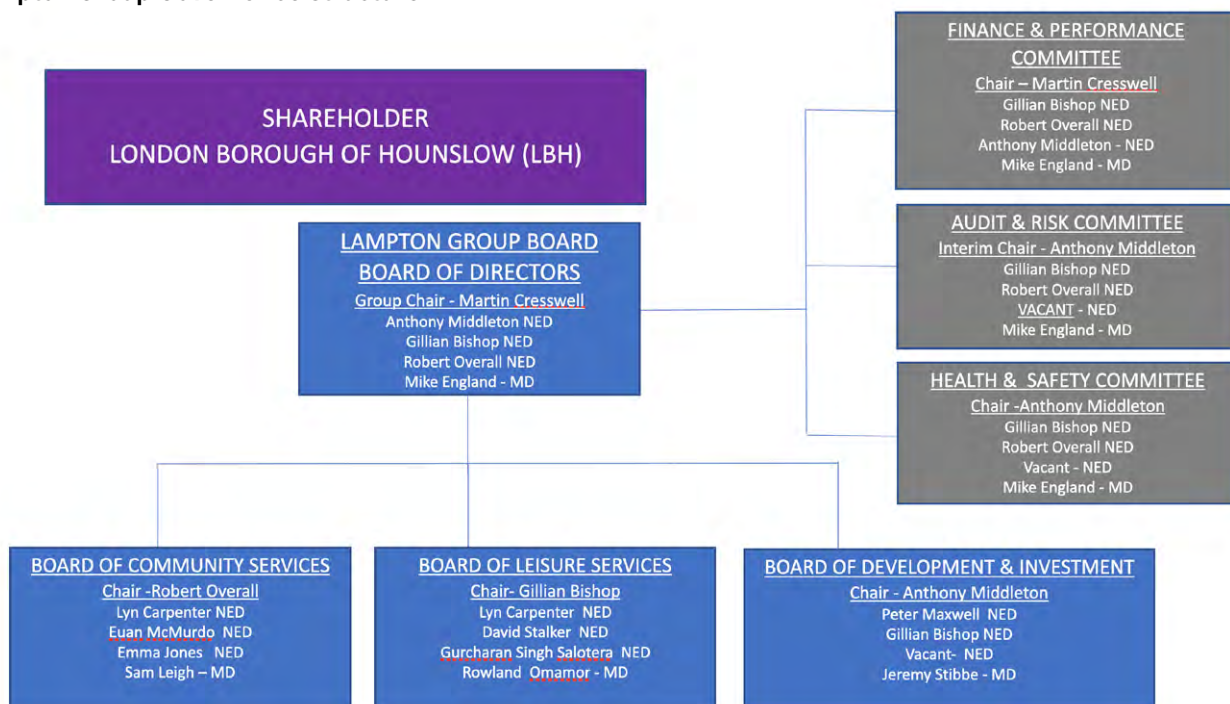 SHAREHOLDER
LONDON BOROUGH OF HOUNSLOW (LBH)
LAMPTON GROUP BOARD
BOARD OF DIRECTORS
Group Chair - Martin Cresswell
Anthony Middleton NED
Gillian Bishop NED
Robert Overall NED
Mike England - MD
FINANCE & PERFORMANCE
COMMITTEE
Chair – Martin Cresswell
Gillian Bishop NED
Robert Overall NED
Anthony Middleton - NED
Mike England - MD
AUDIT & RISK COMMITTEE
Interim Chair - Anthony Middleton
Gillian Bishop NED
Robert Overall NED
VACANT - NED
Mike England - MD
HEALTH & SAFETY COMMITTEE
Chair -Anthony Middleton
Gillian Bishop NED
Robert Overall NED
Vacant - NED
Mike England - MD
BOARD OF COMMUNITY SERVICES
Chair -Robert Overall
Lyn Carpenter NED
Euan McMurdo NED
Emma Jones NED
Sam Leigh – MD
BOARD OF LEISURE SERVICES
Chair- Gillian Bishop
Lyn Carpenter NED
David Stalker NED
Gurcharan Singh Salotera NED
Rowland Omamor - MD
BOARD OF DEVELOPMENT & INVESTMENT
Chair - Anthony Middleton
Peter Maxwell NED
Gillian Bishop NED
Vacant- NED
Jeremy Stibbe - MD